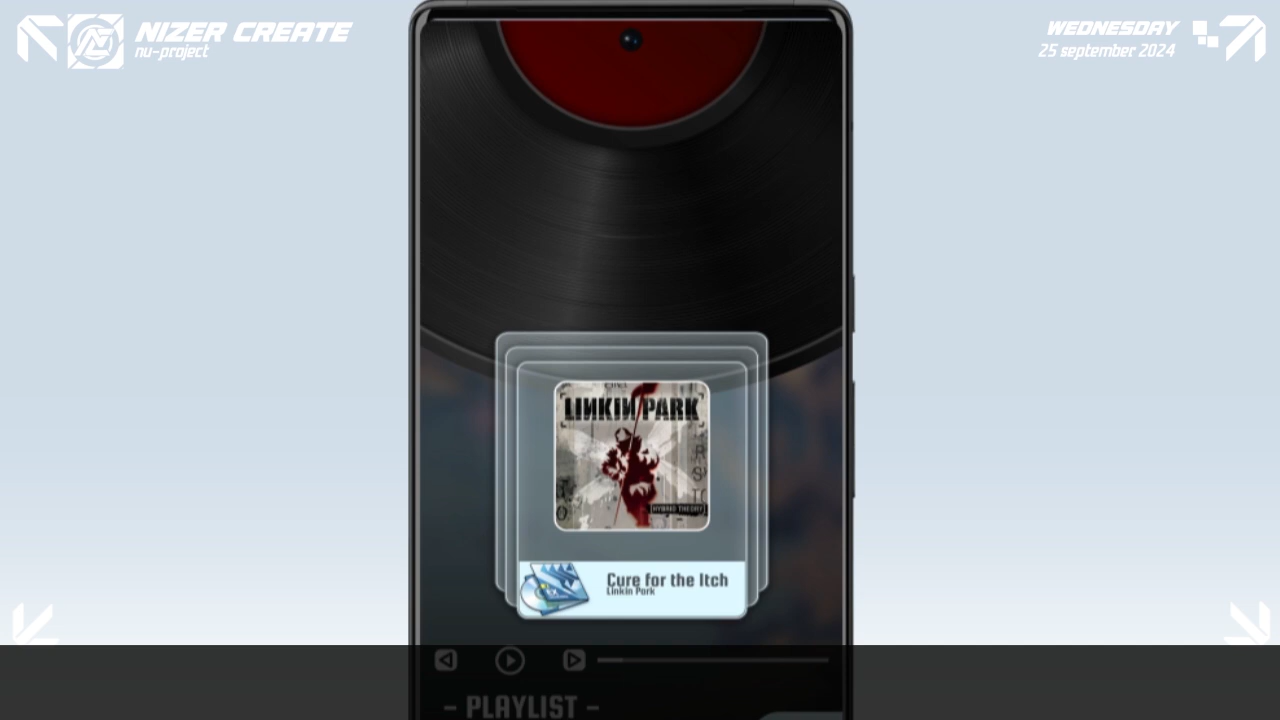 NIZER CREATE
nu-project
WEDNESDAY
25 september 2024
LINKIN PARK
HYBRID THEORY
Cure for the Itch
Linkin Park
- PLAYLIST -